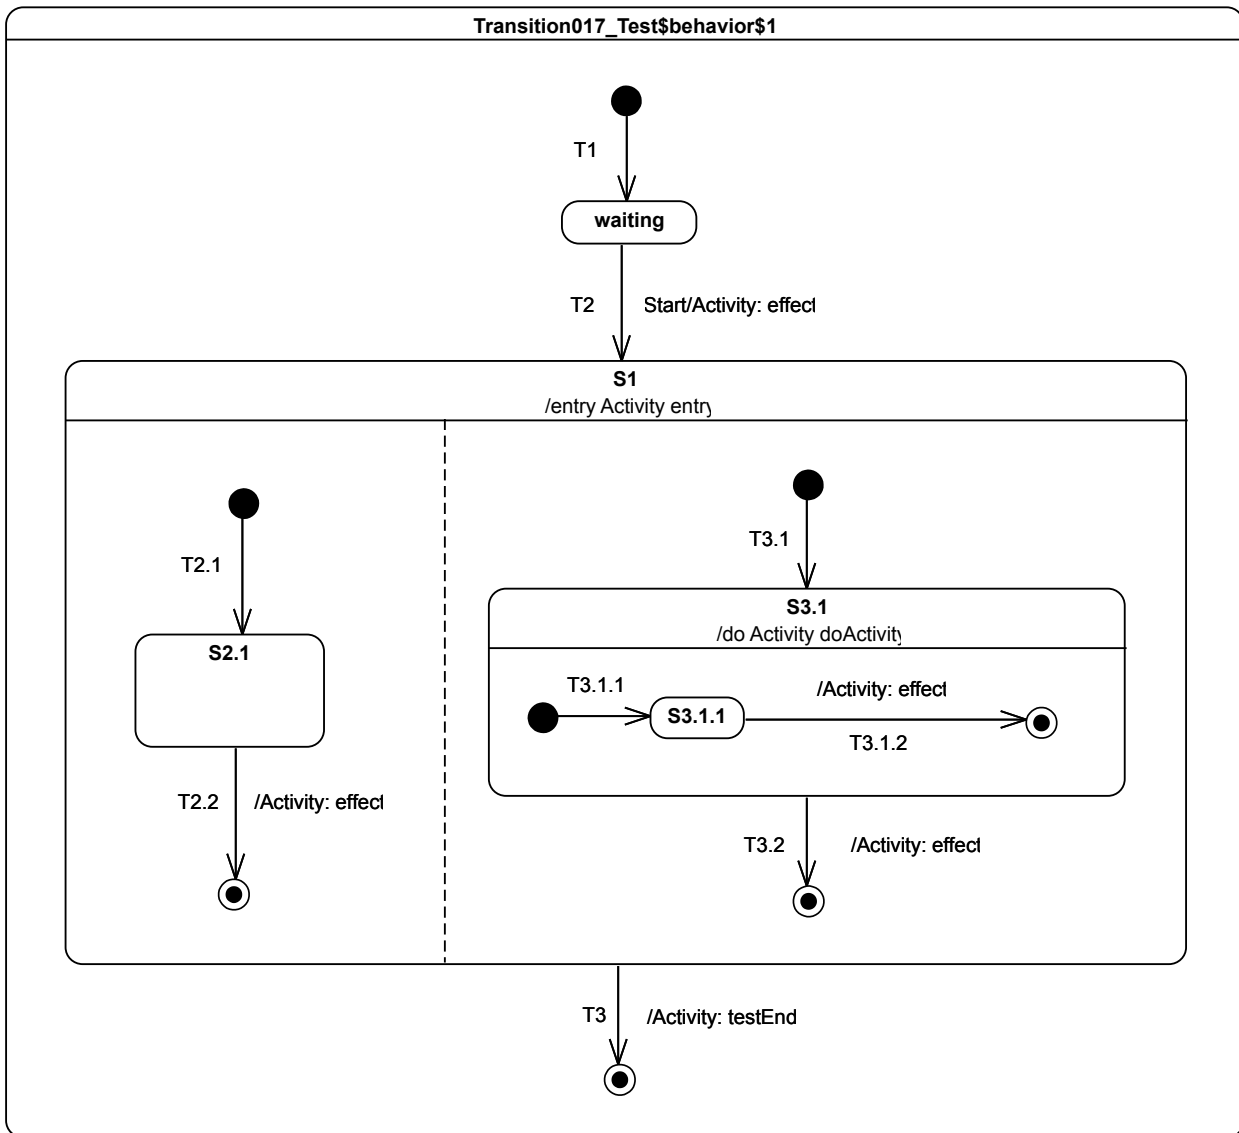 Transition017_Test$behavior$1
T1
waiting
T2 Start/Activity: effect
S1
/entry Activity entry
T2.1
S2.1
T2.2 /Activity: effect
T3.1
S3.1
/do Activity doActivity
T3.1.1
S3.1.1
/Activity: effect
T3.1.2
T3.2 /Activity: effect
T3 /Activity: testEnd